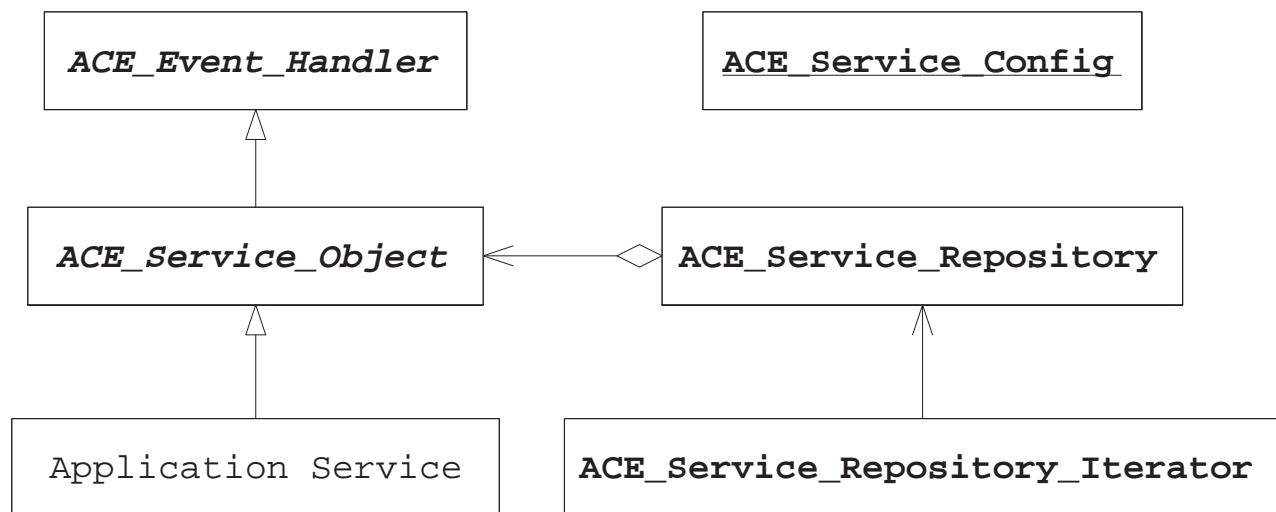 ACE_Event_Handler
ACE_Service_Config
ACE_Service_Object
ACE_Service_Repository
Application Service
ACE_Service_Repository_Iterator